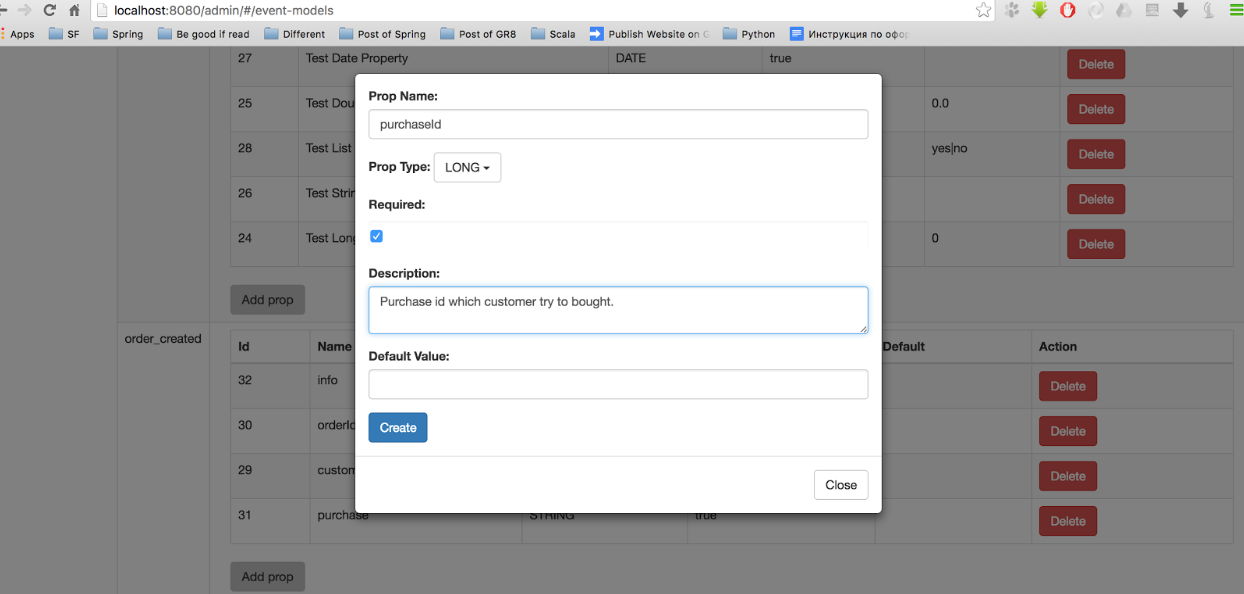 localhost:8080/admin/#/event-models
Apps SF Spring Be good if read Different Post of Spring Post of GR8 Scala Publish Website on G Python Инструкция по офор
27 Test Date Property DATE true Delete
Prop Name:
25 Test Dou 0.0 Delete
purchaseId
28 Test List yes|no Delete
Prop Type: LONG
26 Test Strin Delete
Required:
24 Test Long 0 Delete
Description:
Add prop
Purchase id which customer try to bought.
order_created Id Name Default Action
Default Value:
32 info Delete
30 orderId Delete
Create
29 custom Delete
Close
31 purchase STRING true Delete
Add prop